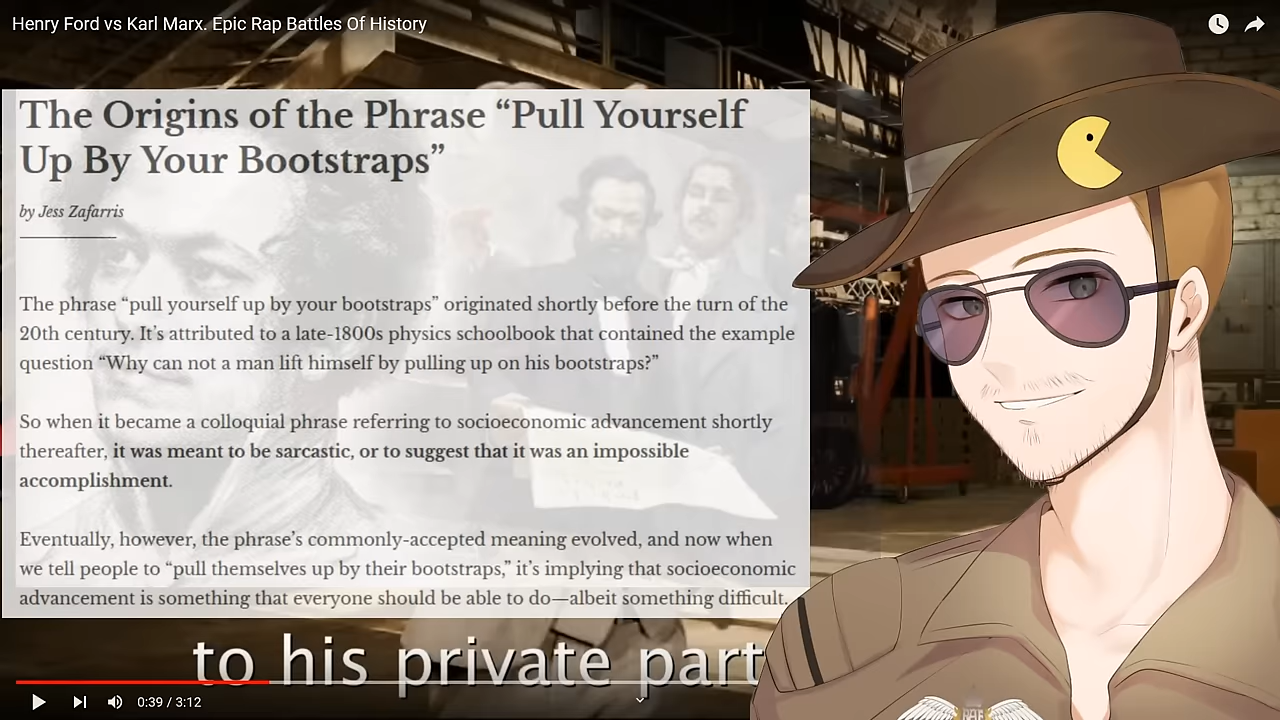 Henry Ford vs Karl Marx. Epic Rap Battles Of History
The Origins of the Phrase “Pull Yourself
Up By Your Bootstraps”
by Jess Zafarris
The phrase “pull yourself up by your bootstraps” originated shortly before the turn of the
20th century. It’s attributed to a late-1800s physics schoolbook that contained the example
question “Why can not a man lift himself by pulling up on his bootstraps?”
So when it became a colloquial phrase referring to socioeconomic advancement shortly
thereafter, it was meant to be sarcastic, or to suggest that it was an impossible
accomplishment.
Eventually, however, the phrase’s commonly-accepted meaning evolved, and now when
we tell people to “pull themselves up by their bootstraps,” it’s implying that socioeconomic
advancement is something that everyone should be able to do—albeit something difficult.
to his private part
0:39 / 3:12